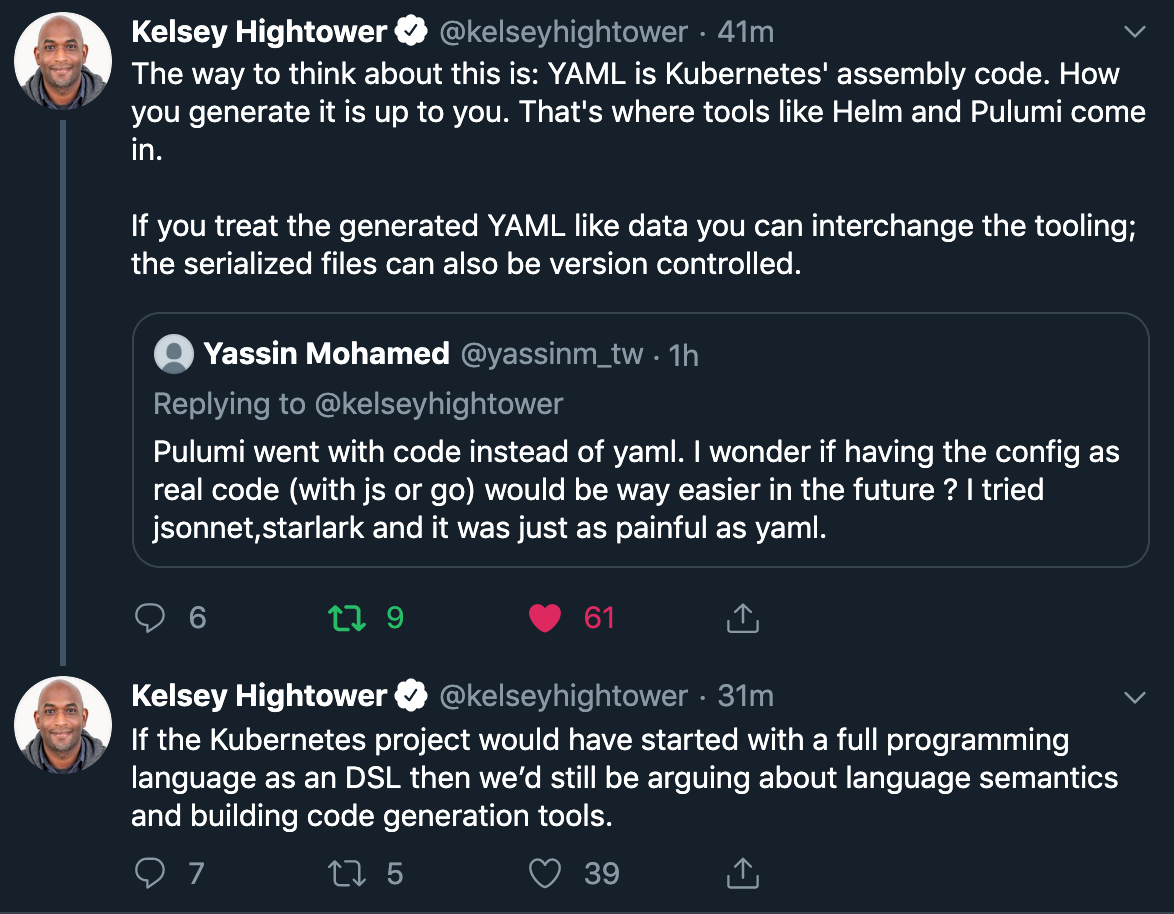 Kelsey Hightower @kelseyhightower · 41m
The way to think about this is: YAML is Kubernetes' assembly code. How
you generate it is up to you. That's where tools like Helm and Pulumi come
in.
If you treat the generated YAML like data you can interchange the tooling;
the serialized files can also be version controlled.
Yassin Mohamed @yassinm_tw · 1h
Replying to @kelseyhightower
Pulumi went with code instead of yaml. I wonder if having the config as
real code (with js or go) would be way easier in the future ? I tried
jsonnet,starlark and it was just as painful as yaml.
6 9 61
Kelsey Hightower @kelseyhightower · 31m
If the Kubernetes project would have started with a full programming
language as an DSL then we’d still be arguing about language semantics
and building code generation tools.
7 5 39